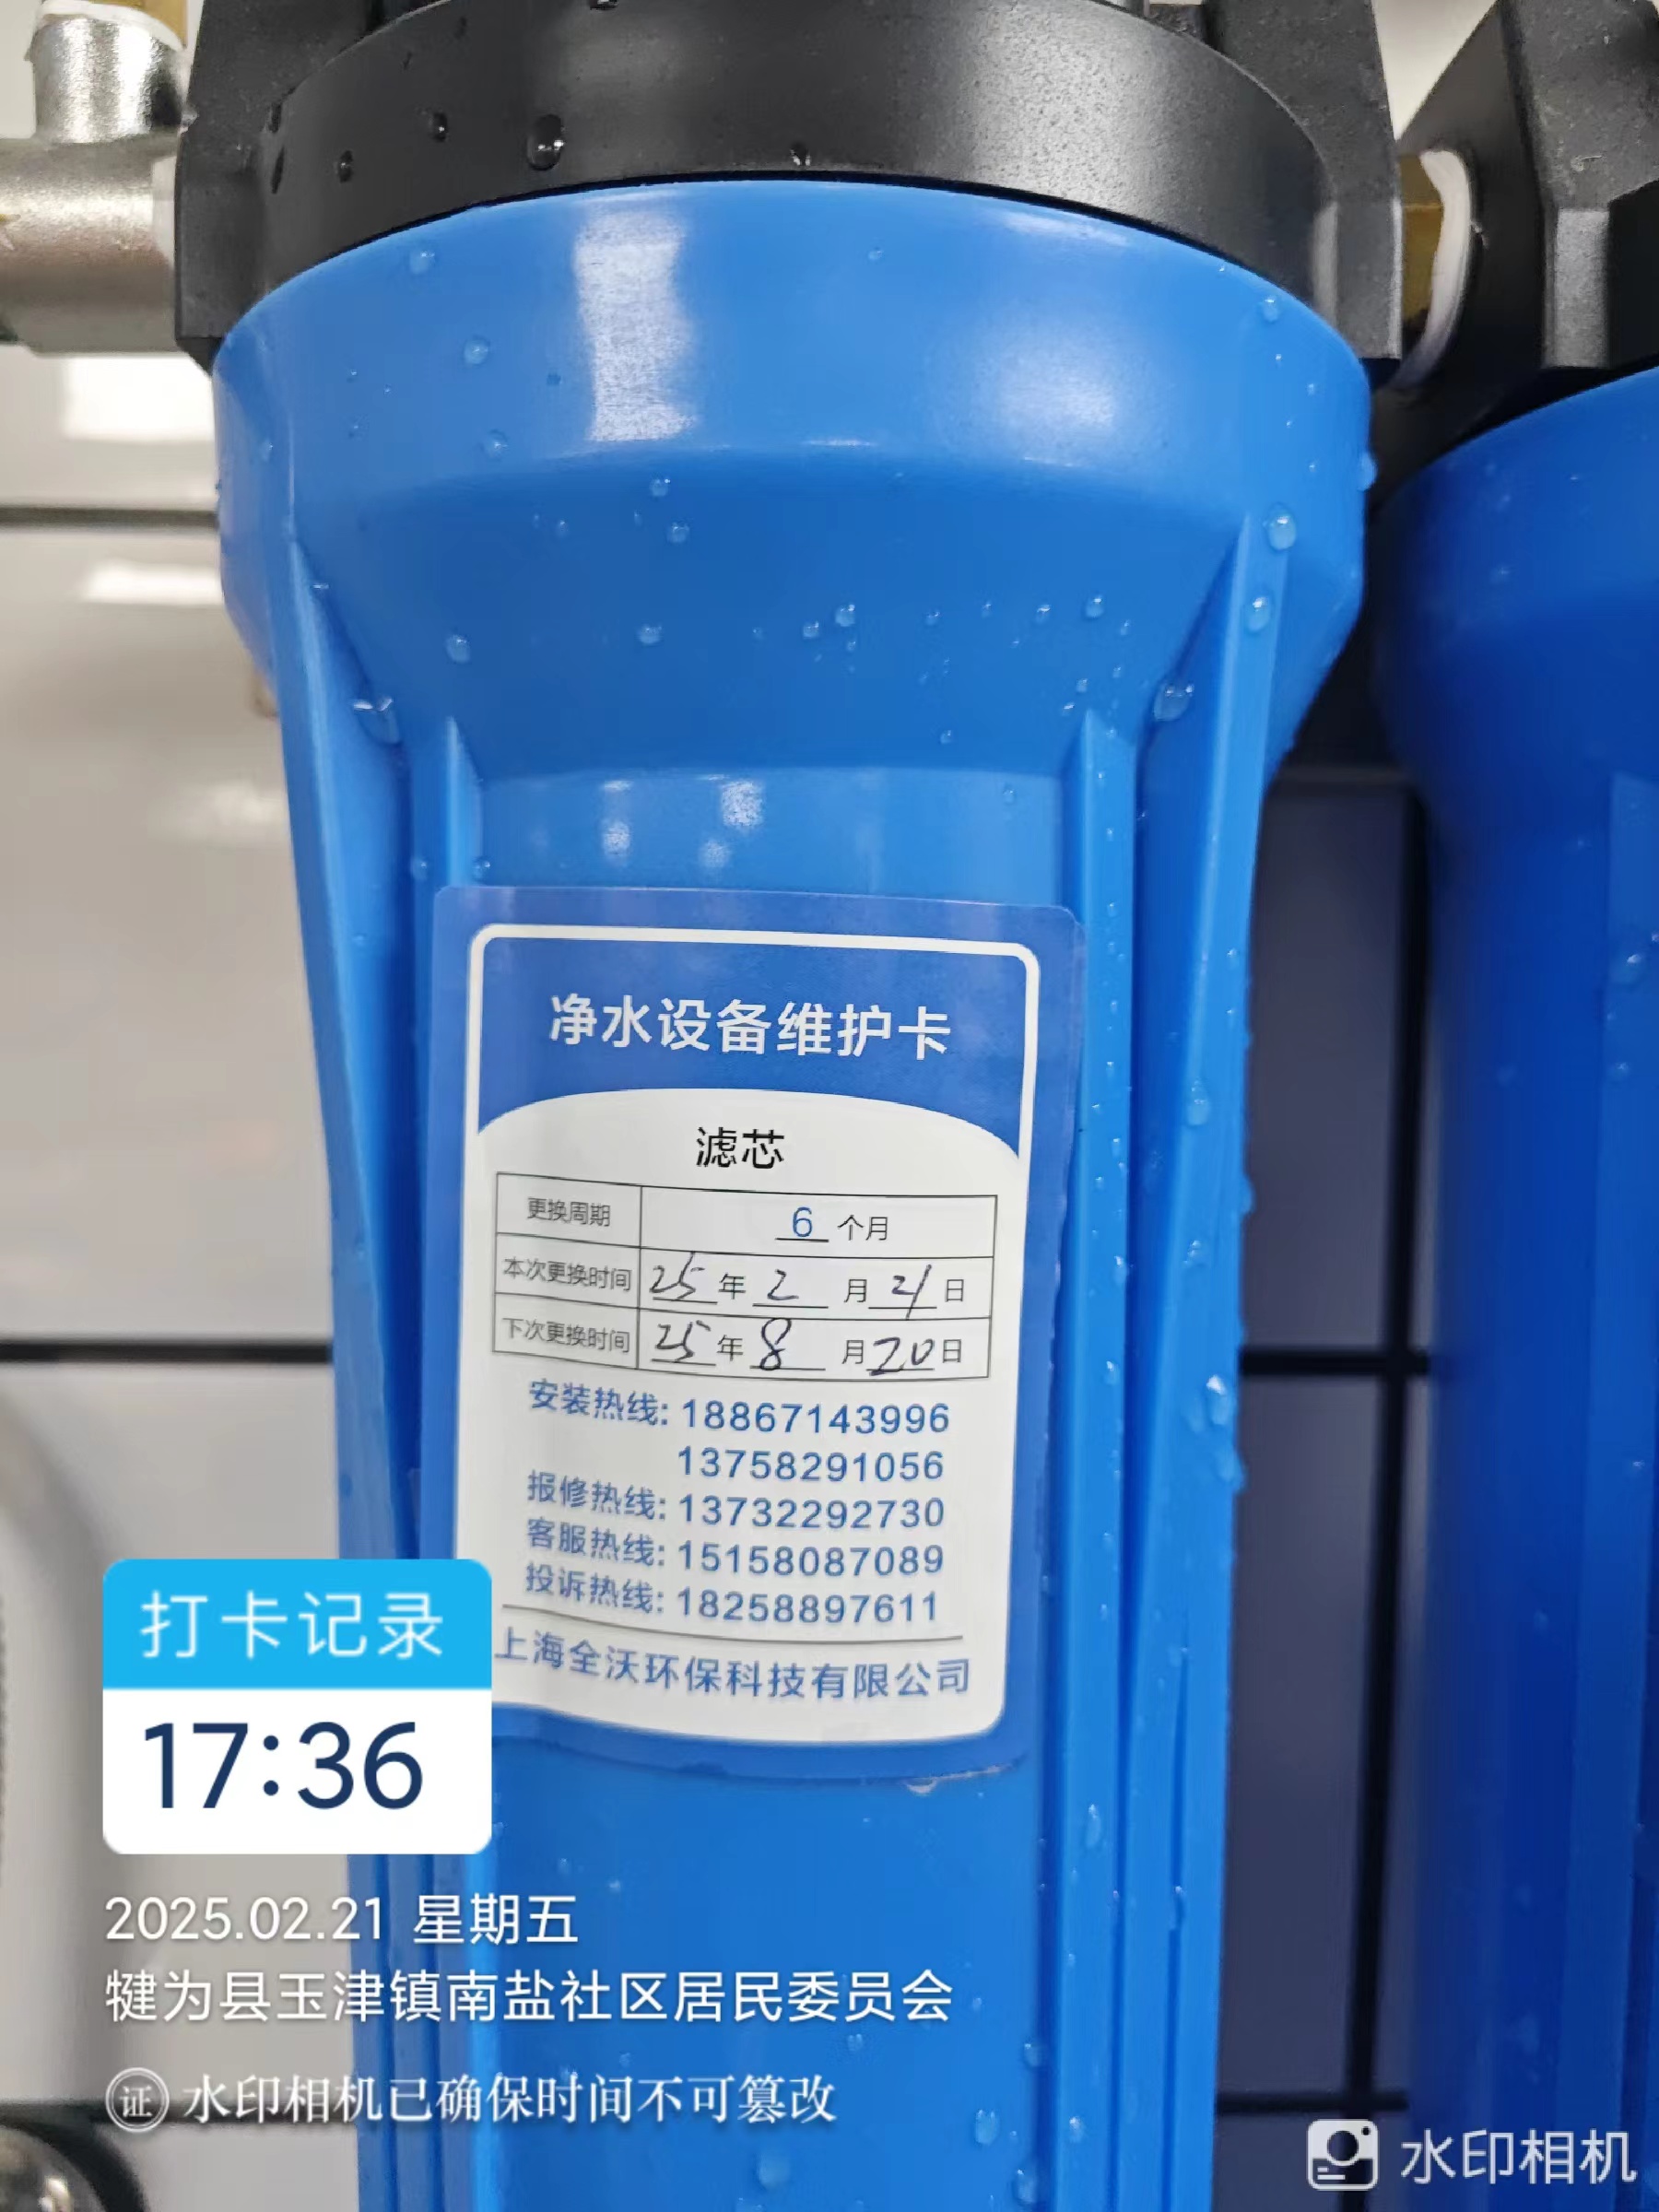 净水设备维护卡
滤芯
更换周期 6 个月
本次更换时间 25 年 2 月 21 日
下次更换时间 25 年 8 月 20 日
安装热线: 18867143996
13758291056
报修热线: 13732292730
客服热线: 15158087089
投诉热线: 18258897611
上海全沃环保科技有限公司
打卡记录
17:36
2025.02.21 星期五
犍为县玉津镇南盐社区居民委员会
证 水印相机已确保时间不可篡改
水印相机